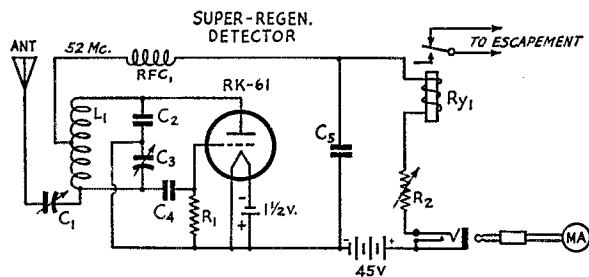 SUPER-REGEN.
DETECTOR
ANT
52 Mc.
RFC1
RK-61
TO ESCAPEMENT
Ry1
L1
C2
C3
C5
C4
R1
1½v.
C1
R2
- +
- +
45V
MA